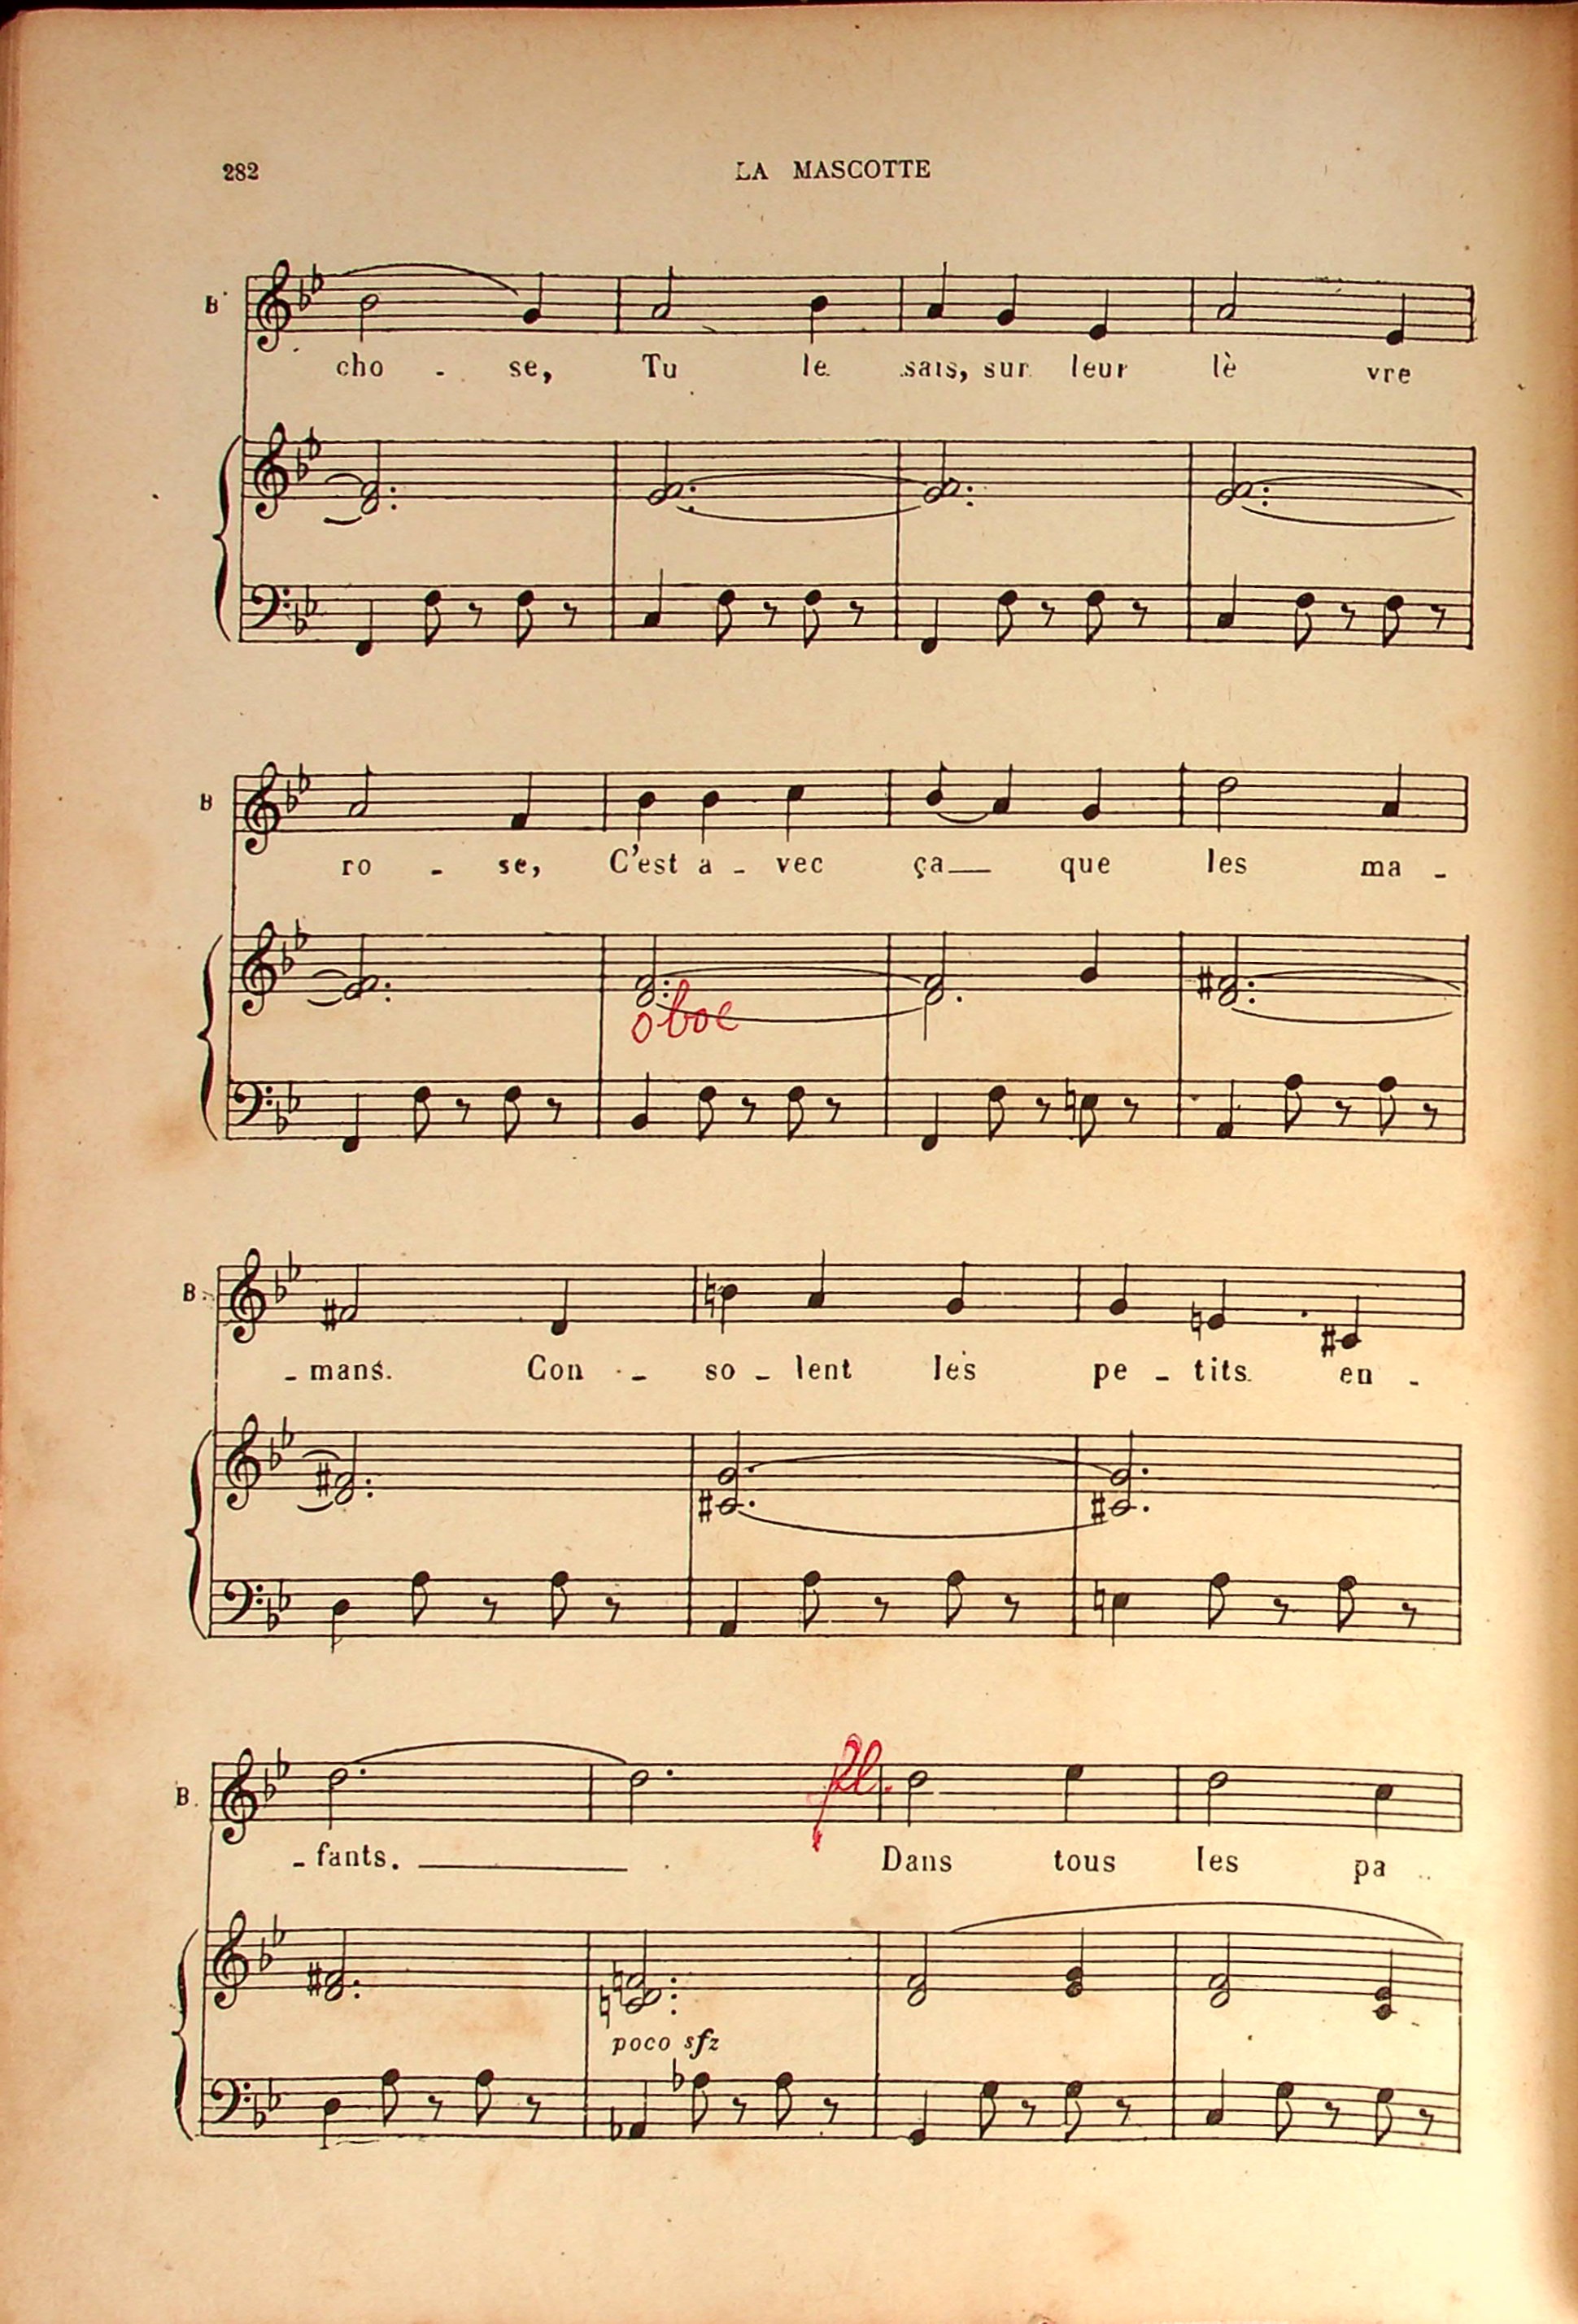 282 LA MASCOTTE
B
cho - se, Tu le sais, sur leur lè vre
B
ro - se, C'est a - vec ça que les ma -
oboe
B.
- mans. Con - so - lent les pe - tits en -
fl.
B.
- fants. Dans tous les pa
poco sfz